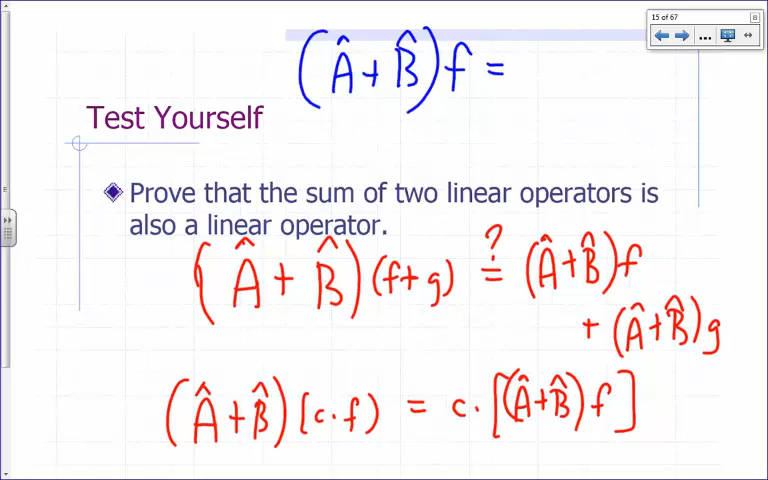 15 of 67
(Â + B̂) f =
Test Yourself
Prove that the sum of two linear operators is
also a linear operator.
(Â + B̂) (f + g) ≟ (Â + B̂) f
+ (Â + B̂) g
(Â + B̂) (c · f) = c · [(Â + B̂) f]